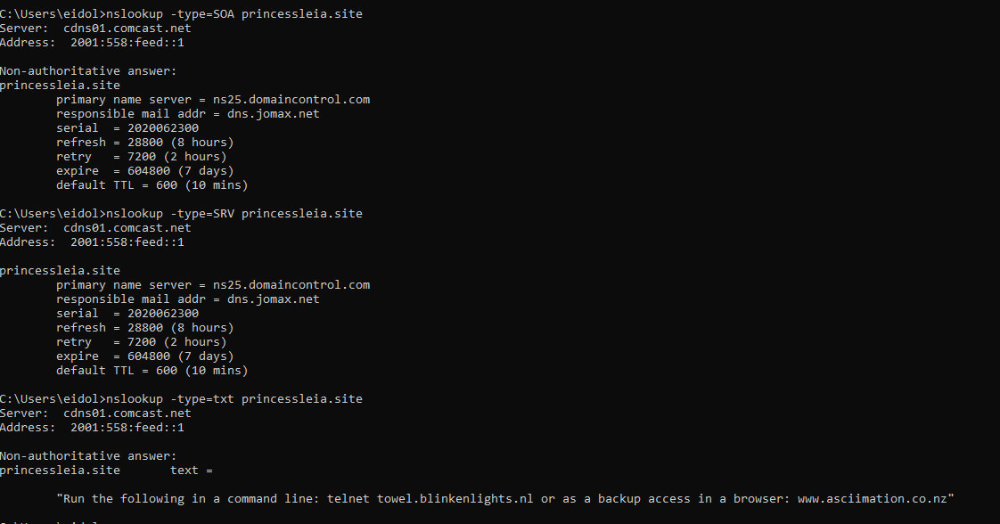 C:\Users\eidol>nslookup -type=SOA princessleia.site
Server:  cdns01.comcast.net
Address:  2001:558:feed::1
Non-authoritative answer:
princessleia.site
primary name server = ns25.domaincontrol.com
responsible mail addr = dns.jomax.net
serial  = 2020062300
refresh = 28800 (8 hours)
retry   = 7200 (2 hours)
expire  = 604800 (7 days)
default TTL = 600 (10 mins)
C:\Users\eidol>nslookup -type=SRV princessleia.site
Server:  cdns01.comcast.net
Address:  2001:558:feed::1
princessleia.site
primary name server = ns25.domaincontrol.com
responsible mail addr = dns.jomax.net
serial  = 2020062300
refresh = 28800 (8 hours)
retry   = 7200 (2 hours)
expire  = 604800 (7 days)
default TTL = 600 (10 mins)
C:\Users\eidol>nslookup -type=txt princessleia.site
Server:  cdns01.comcast.net
Address:  2001:558:feed::1
Non-authoritative answer:
princessleia.site       text =
"Run the following in a command line: telnet towel.blinkenlights.nl or as a backup access in a browser: www.asciimation.co.nz"